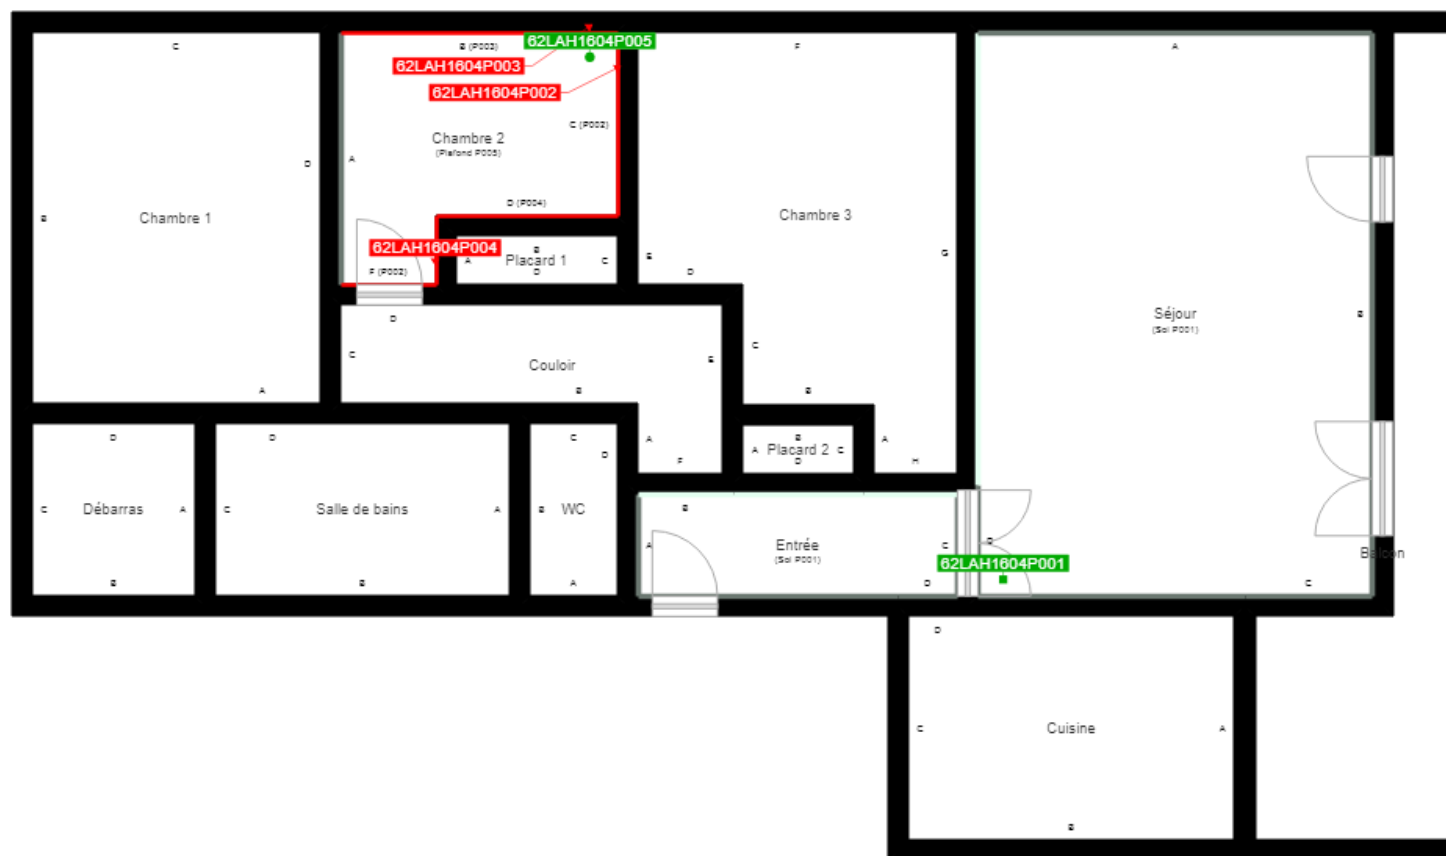 C
B (P003)
62LAH1604P005
F
A
62LAH1604P003
62LAH1604P002
C (P002)
Chambre 2
(Plafond P005)
A
D
B
Chambre 1
D (P004)
Chambre 3
62LAH1604P004
F (P002)
A
B
Placard 1
D
C
E
D
G
Séjour
(Sol P001)
B
D
C
Couloir
E
C
A
B
B
D
D
C
A
D
F
A
B
Placard 2
D
C
A
H
C
Débarras
A
C
Salle de bains
A
B
WC
B
A
Entrée
(Sol P001)
C
D
Balcon
62LAH1604P001
B
B
A
D
C
D
C
Cuisine
A
B